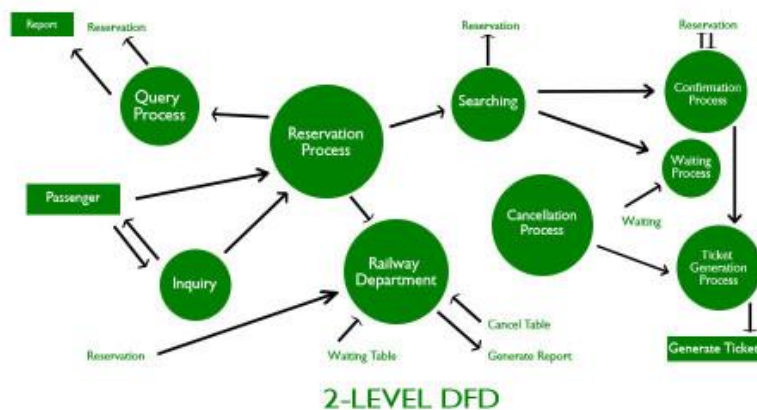 Report
Reservation
Reservation
Reservation
Query
Process
Searching
Confirmation
Process
Reservation
Process
Waiting
Process
Passenger
Cancellation
Process
Waiting
Inquiry
Railway
Department
Ticket
Generation
Process
Cancel Table
Reservation
Waiting Table
Generate Report
Generate Ticket
2-LEVEL DFD